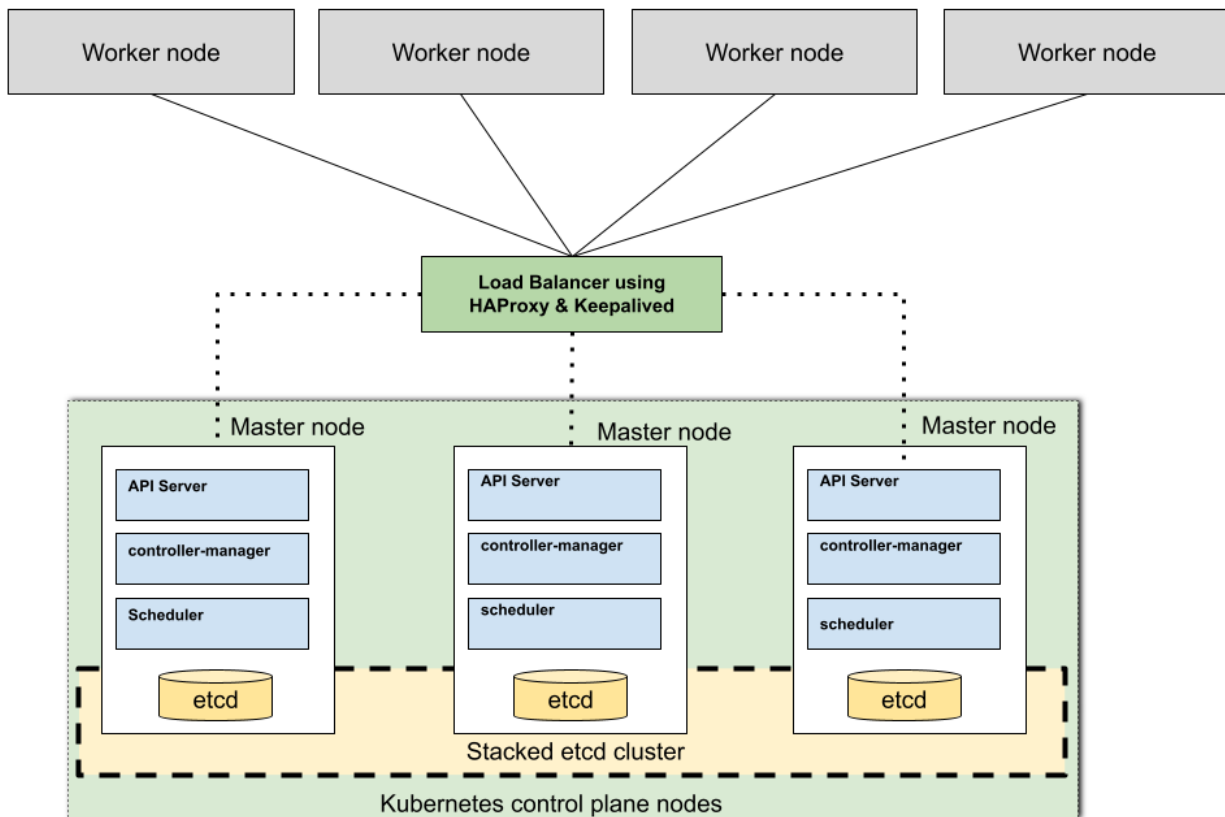 Worker node
Worker node
Worker node
Worker node
Load Balancer using
HAProxy & Keepalived
Master node
Master node
Master node
API Server
controller-manager
Scheduler
etcd
API Server
controller-manager
scheduler
etcd
API Server
controller-manager
scheduler
etcd
Stacked etcd cluster
Kubernetes control plane nodes